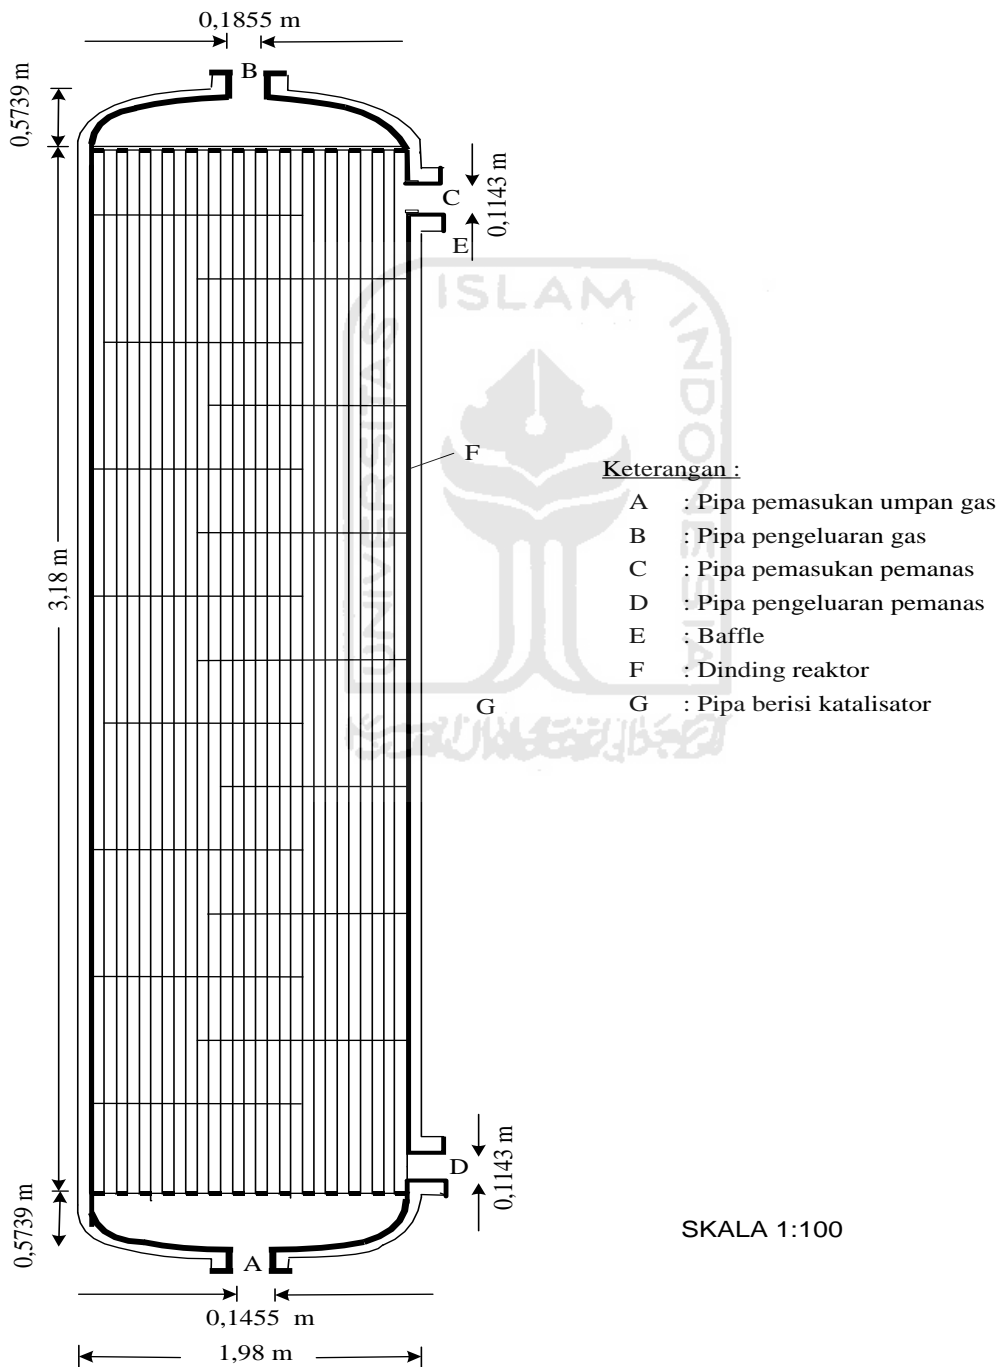 0,1855 m
B
0,5739 m
C
0,1143 m
E
ISLAM
UNIVERSITAS
INDONESIA
F
Keterangan :
A : Pipa pemasukan umpan gas
B : Pipa pengeluaran gas
C : Pipa pemasukan pemanas
D : Pipa pengeluaran pemanas
E : Baffle
F : Dinding reaktor
G : Pipa berisi katalisator
3,18 m
G
D
0,1143 m
0,5739 m
SKALA 1:100
A
0,1455 m
1,98 m